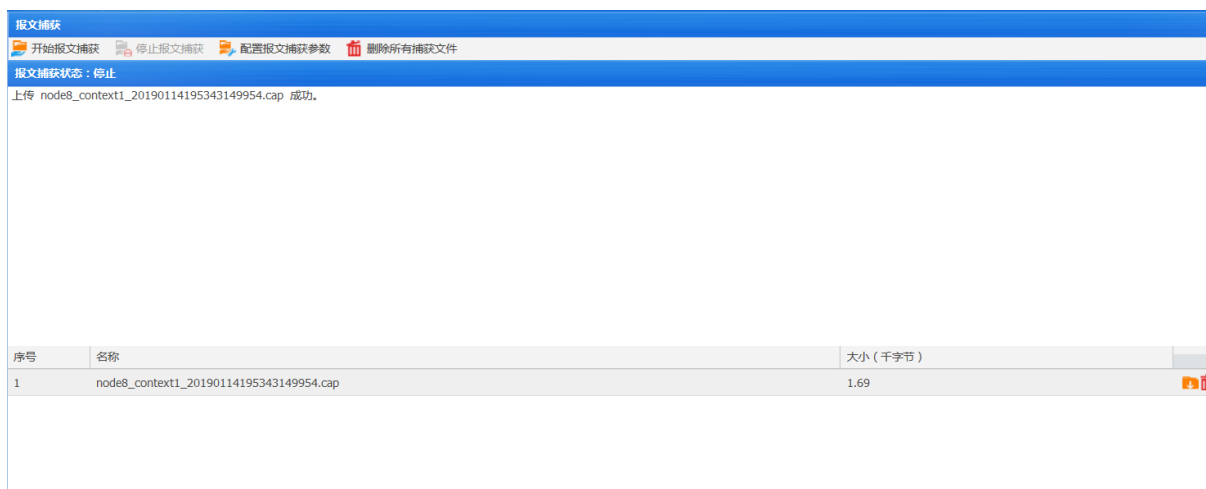 报文捕获
开始报文捕获 停止报文捕获 配置报文捕获参数 删除所有捕获文件
报文捕获状态：停止
上传 node8_context1_20190114195343149954.cap 成功。
序号 名称 大小（千字节）
1 node8_context1_20190114195343149954.cap 1.69